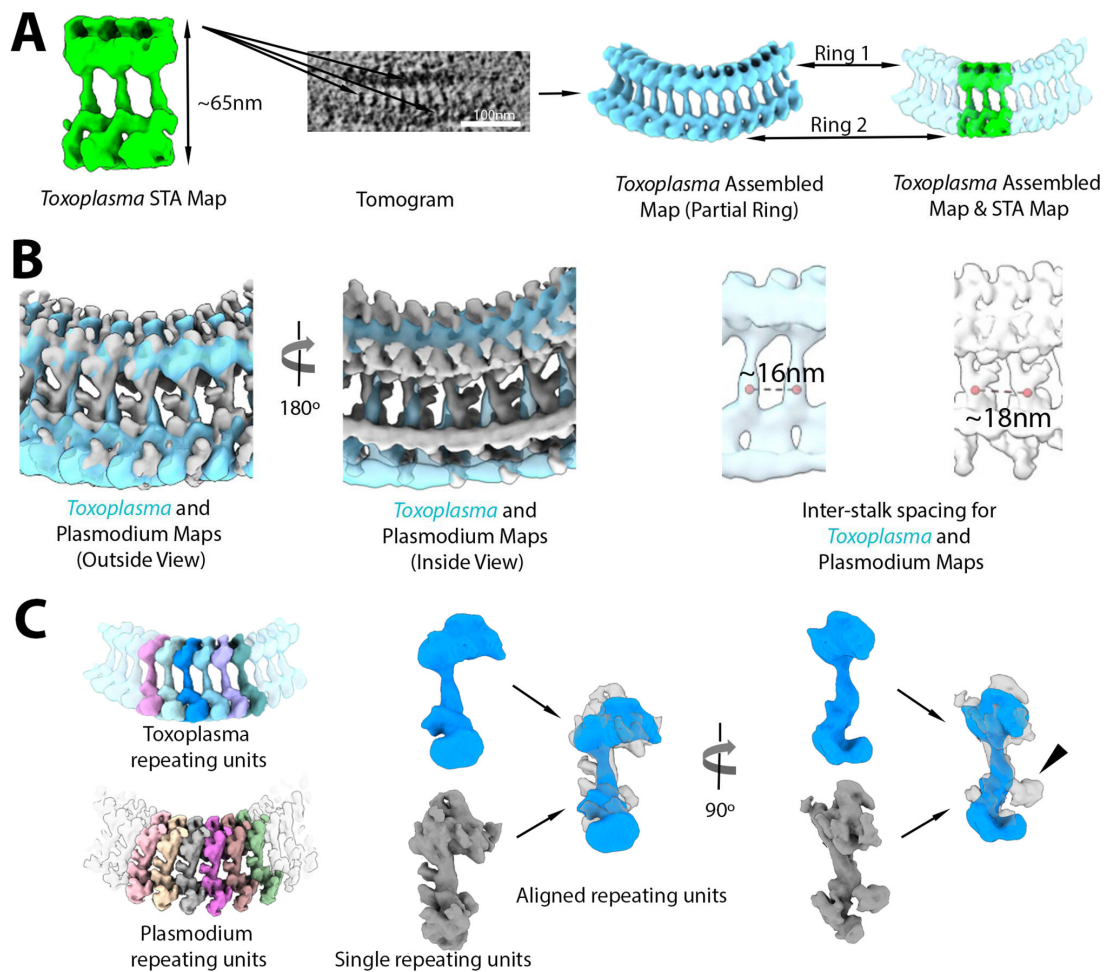 A
~65nm
100nm
Ring 1
Ring 2
Toxoplasma STA Map
Tomogram
Toxoplasma Assembled
Map (Partial Ring)
Toxoplasma Assembled
Map & STA Map
B
180º
~16nm
~18nm
Toxoplasma and
Plasmodium Maps
(Outside View)
Toxoplasma and
Plasmodium Maps
(Inside View)
Inter-stalk spacing for
Toxoplasma and
Plasmodium Maps
C
Toxoplasma
repeating units
90º
Plasmodium
repeating units
Single repeating units
Aligned repeating units